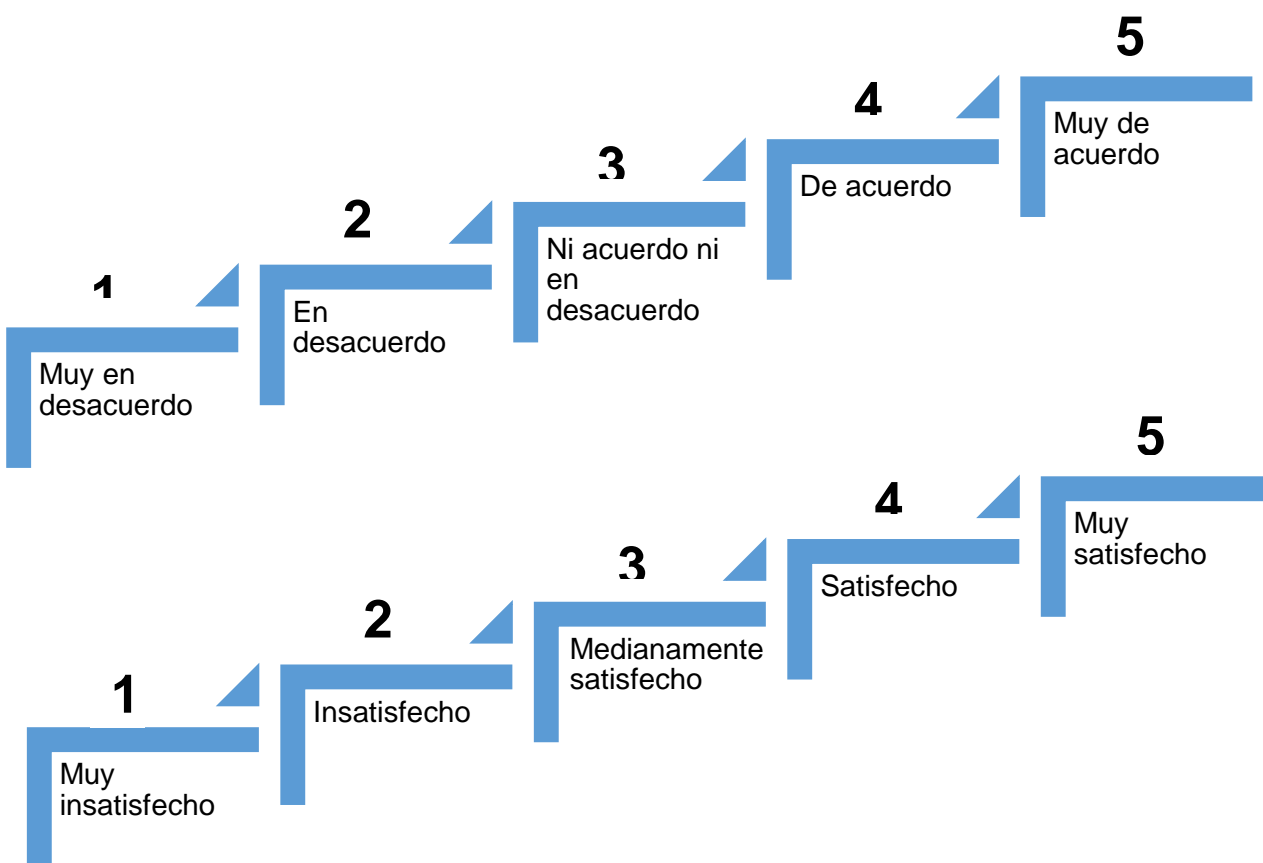 1
Muy en
desacuerdo
2
En
desacuerdo
3
Ni acuerdo ni
en
desacuerdo
4
De acuerdo
5
Muy de
acuerdo
1
Muy
insatisfecho
2
Insatisfecho
3
Medianamente
satisfecho
4
Satisfecho
5
Muy
satisfecho